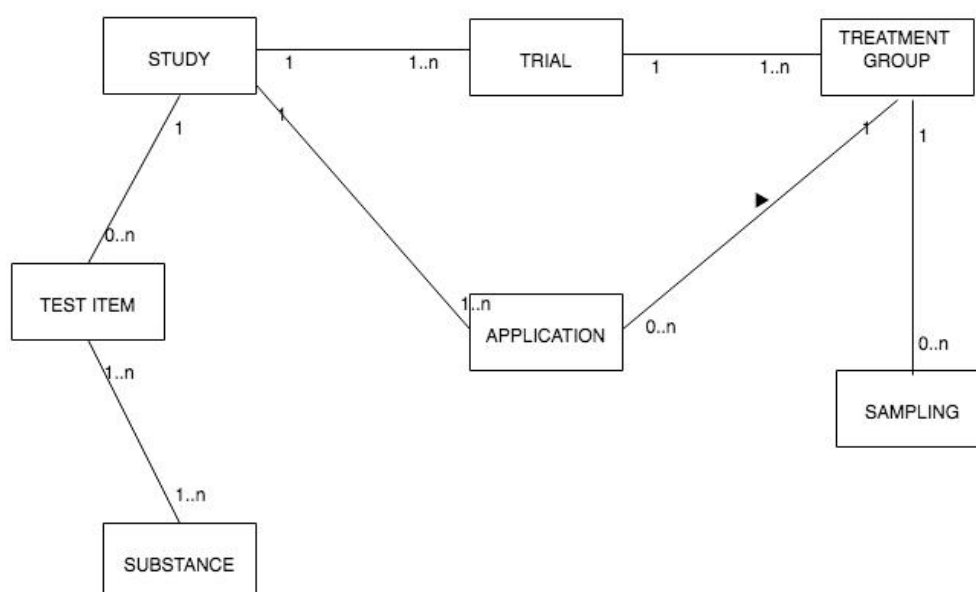 STUDY
1
1..n
TRIAL
1
1..n
TREATMENT
GROUP
1
1
1
1
0..n
TEST ITEM
1..n
APPLICATION
0..n
0..n
1..n
SAMPLING
1..n
SUBSTANCE